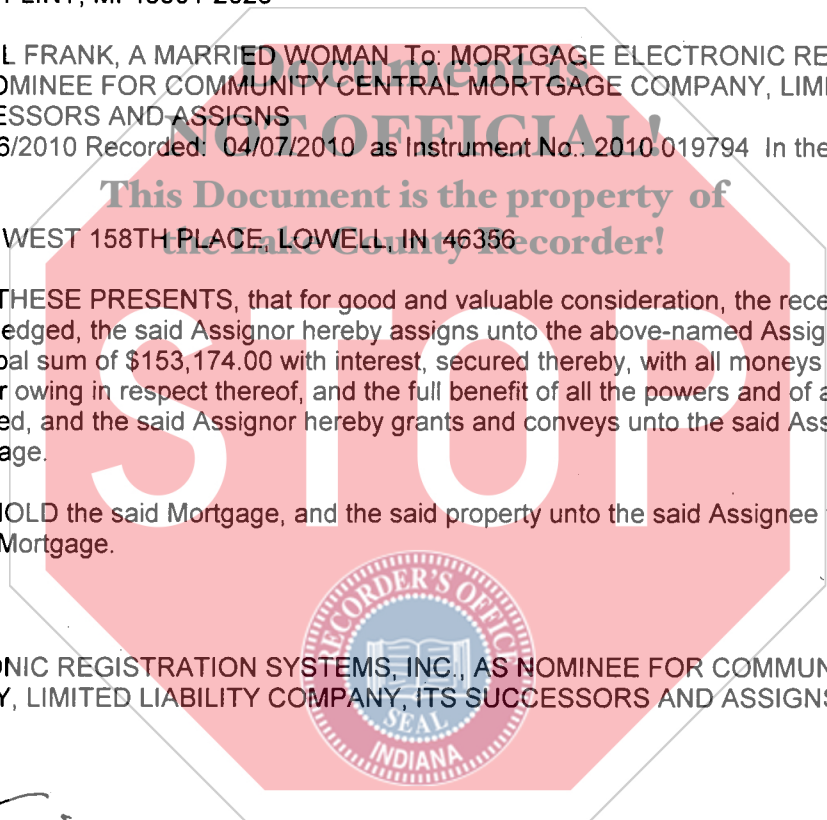 L FRANK, A MARRIED WOMAN To: MORTGAGE ELECTRONIC RE
OMINEE FOR COMMUNITY CENTRAL MORTGAGE COMPANY, LIMI
ESSORS AND ASSIGNS
6/2010 Recorded: 04/07/2010 as Instrument No.: 2010 019794 In the
Document is
NOT OFFICIAL!
This Document is the property of
the Lake County Recorder!
WEST 158TH PLACE, LOWELL, IN 46356
THESE PRESENTS, that for good and valuable consideration, the rece
edged, the said Assignor hereby assigns unto the above-named Assig
pal sum of $153,174.00 with interest, secured thereby, with all moneys
r owing in respect thereof, and the full benefit of all the powers and of a
ed, and the said Assignor hereby grants and conveys unto the said Ass
age.
STOP
HOLD the said Mortgage, and the said property unto the said Assignee
Mortgage.
RECORDER'S OFFICE
SEAL
INDIANA
ONIC REGISTRATION SYSTEMS, INC., AS NOMINEE FOR COMMUN
Y, LIMITED LIABILITY COMPANY, ITS SUCCESSORS AND ASSIGNS